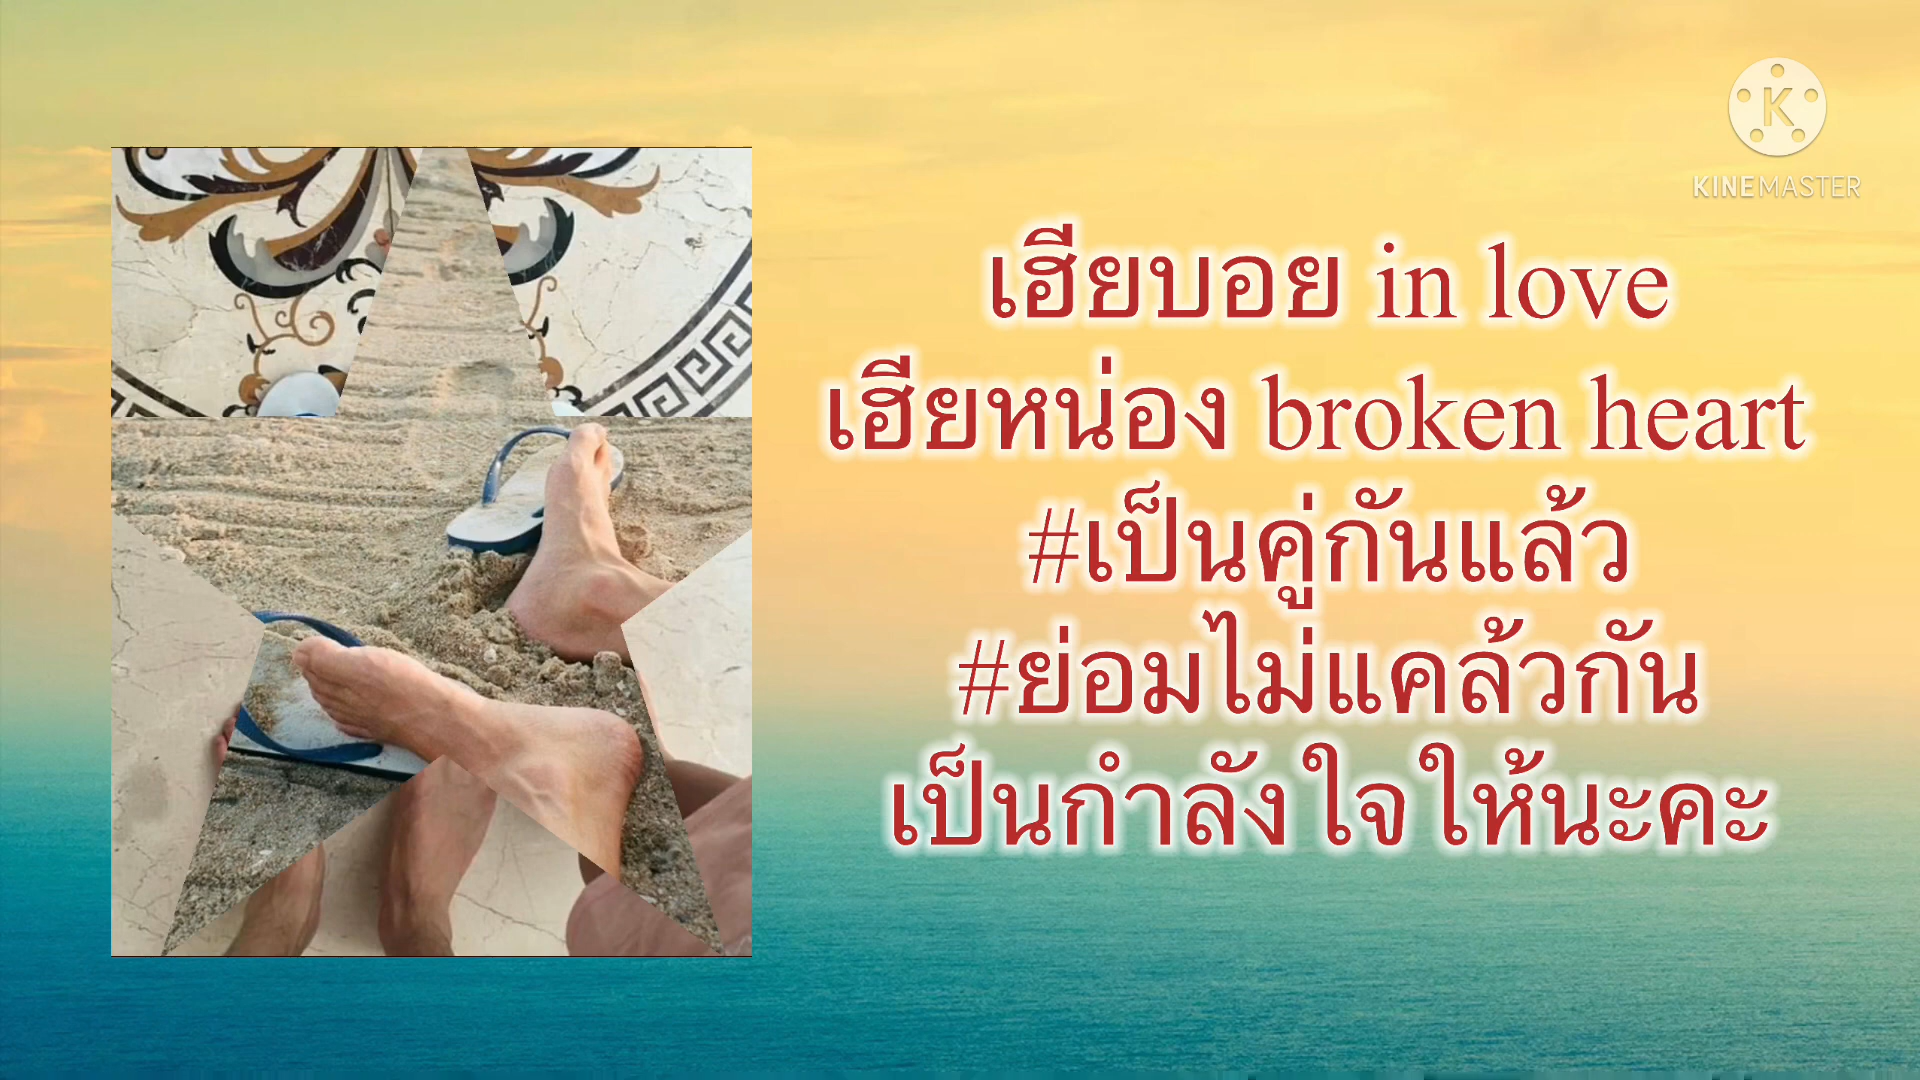 K
KINEMASTER
เฮียบอย in love
เฮียหน่อง broken heart
#เป็นคู่กันแล้ว
#ย่อมไม่แคล้วกัน
เป็นกำลังใจให้นะคะ